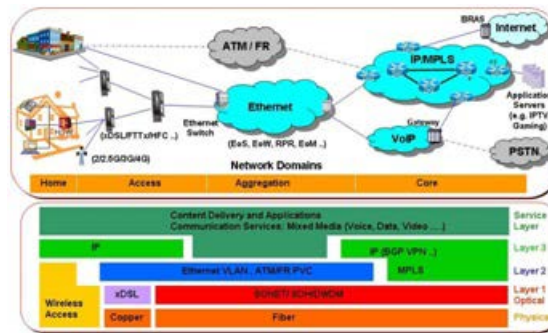 BRAS
Internet
ATM / FR
IP/MPLS
Ethernet
Application
Servers
(e.g. IPTV,
Gaming)
(xDSL/FTTx/HFC ..)
Ethernet
Switch
(EoS, EoW, RPR, EoM ...)
Gateway
VoIP
PSTN
(2/2.5G/3G/4G)
Network Domains
Home
Access
Aggregation
Core
Content Delivery and Applications
Communication Services: Mixed Media (Voice, Data, Video ....)
Service
Layer
IP
IP (BGP VPN ..)
Layer 3
Ethernet VLAN , ATM/FR PVC
MPLS
Layer 2
Wireless
Access
xDSL
SONET/ SDH/DWDM
Layer 1
Optical
Copper
Fiber